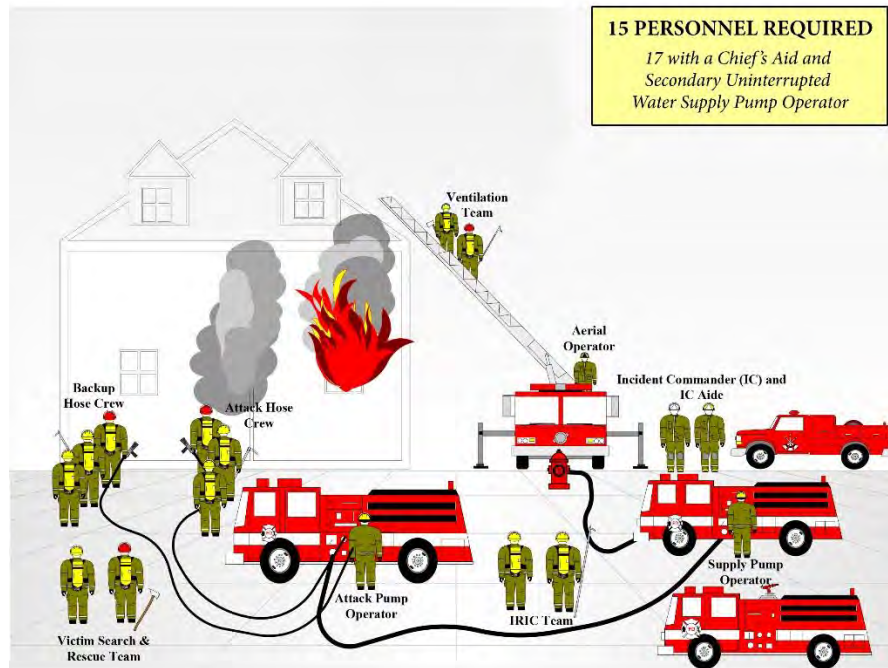 15 PERSONNEL REQUIRED
17 with a Chief's Aid and
Secondary Uninterrupted
Water Supply Pump Operator
Ventilation
Team
Aerial
Operator
Incident Commander (IC) and
IC Aide
Backup
Hose Crew
Attack Hose
Crew
Attack Pump
Operator
IRIC Team
Supply Pump
Operator
Victim Search &
Rescue Team